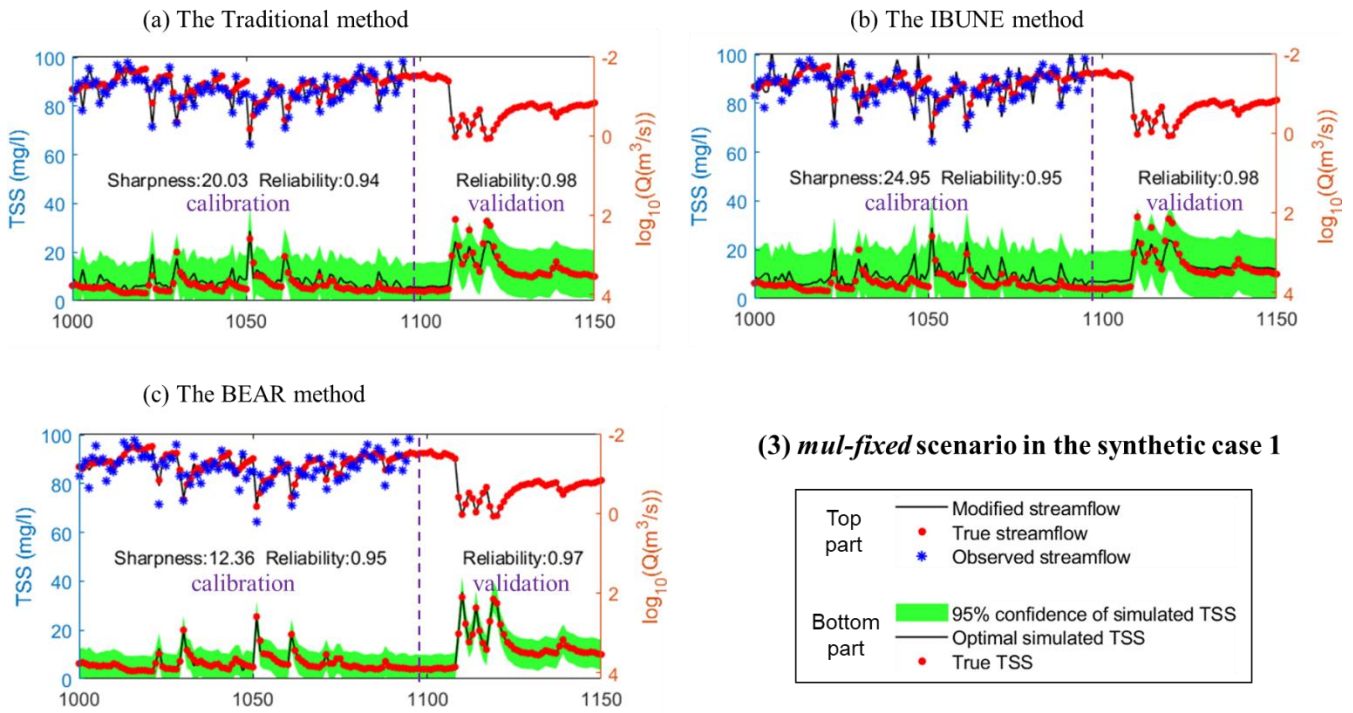 (a) The Traditional method
100
80
60
40
20
0
TSS (mg/l)
-2
0
2
4
log10(Q(m3/s))
Sharpness:20.03 Reliability:0.94
Reliability:0.98
calibration
validation
1000
1050
1100
1150
(b) The IBUNE method
100
80
60
40
20
0
TSS (mg/l)
-2
0
2
4
log10(Q(m3/s))
Sharpness:24.95 Reliability:0.95
Reliability:0.98
calibration
validation
1000
1050
1100
1150
(c) The BEAR method
100
80
60
40
20
0
TSS (mg/l)
-2
0
2
4
log10(Q(m3/s))
Sharpness:12.36 Reliability:0.95
Reliability:0.97
calibration
validation
1000
1050
1100
1150
(3) mul-fixed scenario in the synthetic case 1
Top
part
Modified streamflow
True streamflow
Observed streamflow
Bottom
part
95% confidence of simulated TSS
Optimal simulated TSS
True TSS